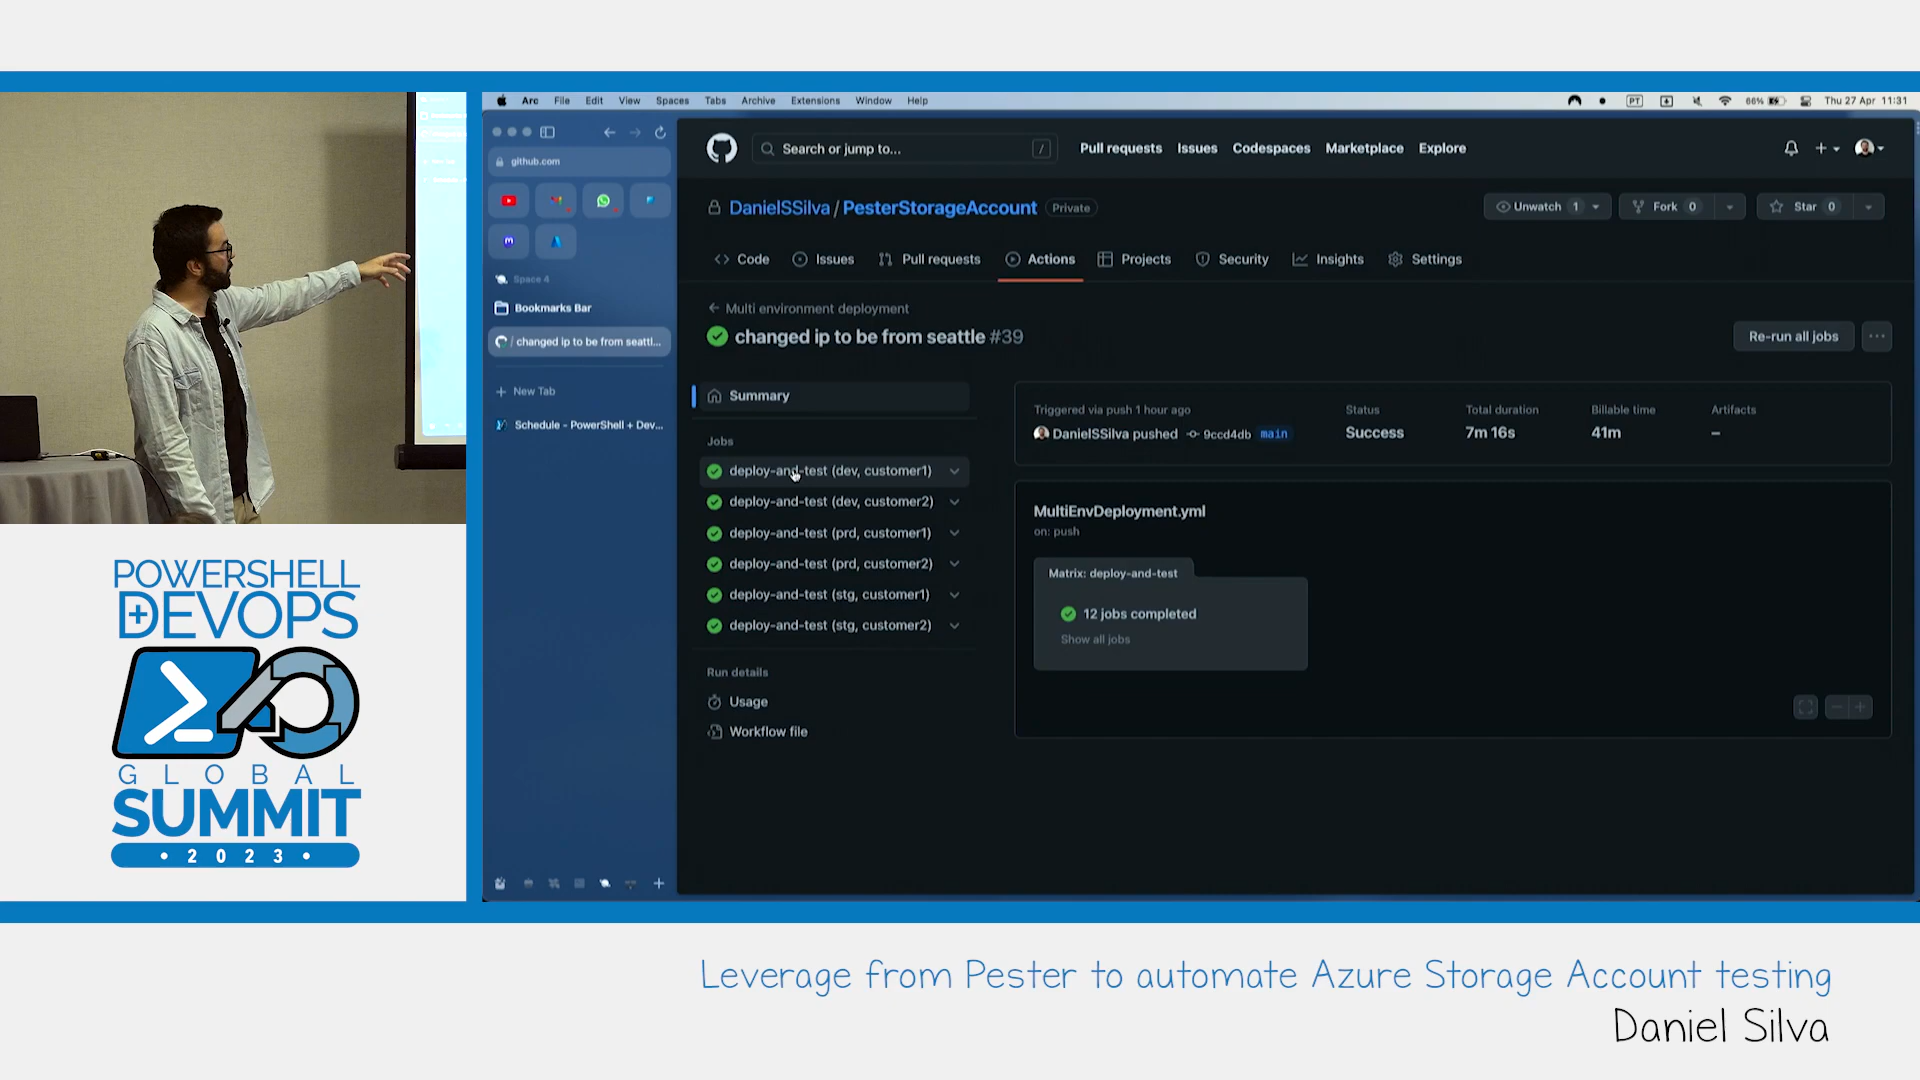 Arc File Edit View Spaces Tabs Archive Extensions Window Help
PT 66% Thu 27 Apr 11:31
github.com
Space 4
Bookmarks Bar
/ changed ip to be from seattl...
+ New Tab
Schedule - PowerShell + Dev...
Search or jump to... /
Pull requests Issues Codespaces Marketplace Explore
DanielSSilva / PesterStorageAccount Private
Unwatch 1 Fork 0 Star 0
Code Issues Pull requests Actions Projects Security Insights Settings
← Multi environment deployment
changed ip to be from seattle #39
Re-run all jobs ...
Summary
Jobs
deploy-and-test (dev, customer1)
deploy-and-test (dev, customer2)
deploy-and-test (prd, customer1)
deploy-and-test (prd, customer2)
deploy-and-test (stg, customer1)
deploy-and-test (stg, customer2)
Run details
Usage
Workflow file
Triggered via push 1 hour ago
DanielSSilva pushed 9ccd4db main
Status
Success
Total duration
7m 16s
Billable time
41m
Artifacts
–
MultiEnvDeployment.yml
on: push
Matrix: deploy-and-test
12 jobs completed
Show all jobs
POWERSHELL
+DEVOPS
GLOBAL
SUMMIT
• 2023 •
Leverage from Pester to automate Azure Storage Account testing
Daniel Silva